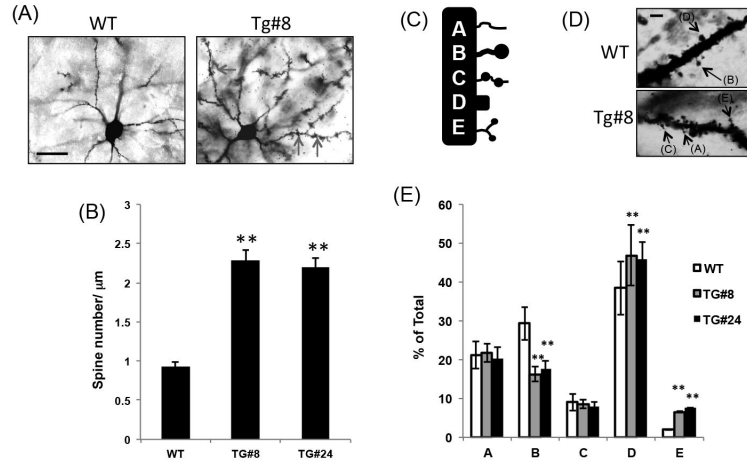 (A)
WT
Tg#8
(C)
A
B
C
D
E
(D)
WT
Tg#8
(D)
(B)
(E)
(C)
(A)
(B)
Spine number/ μm
3
2.5
2
1.5
1
0.5
0
**
**
WT
TG#8
TG#24
(E)
% of Total
60
50
40
30
20
10
0
**
**
**
**
**
**
WT
TG#8
TG#24
A
B
C
D
E